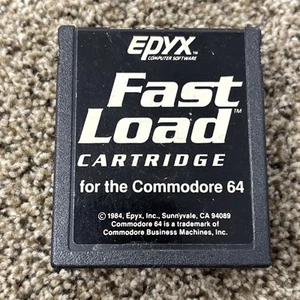 EPYX™
COMPUTER SOFTWARE
Fast
Load™
CARTRIDGE
for the Commodore 64
© 1984, Epyx, Inc., Sunnyvale, CA 94089
Commodore 64 is a trademark of
Commodore Business Machines, Inc.